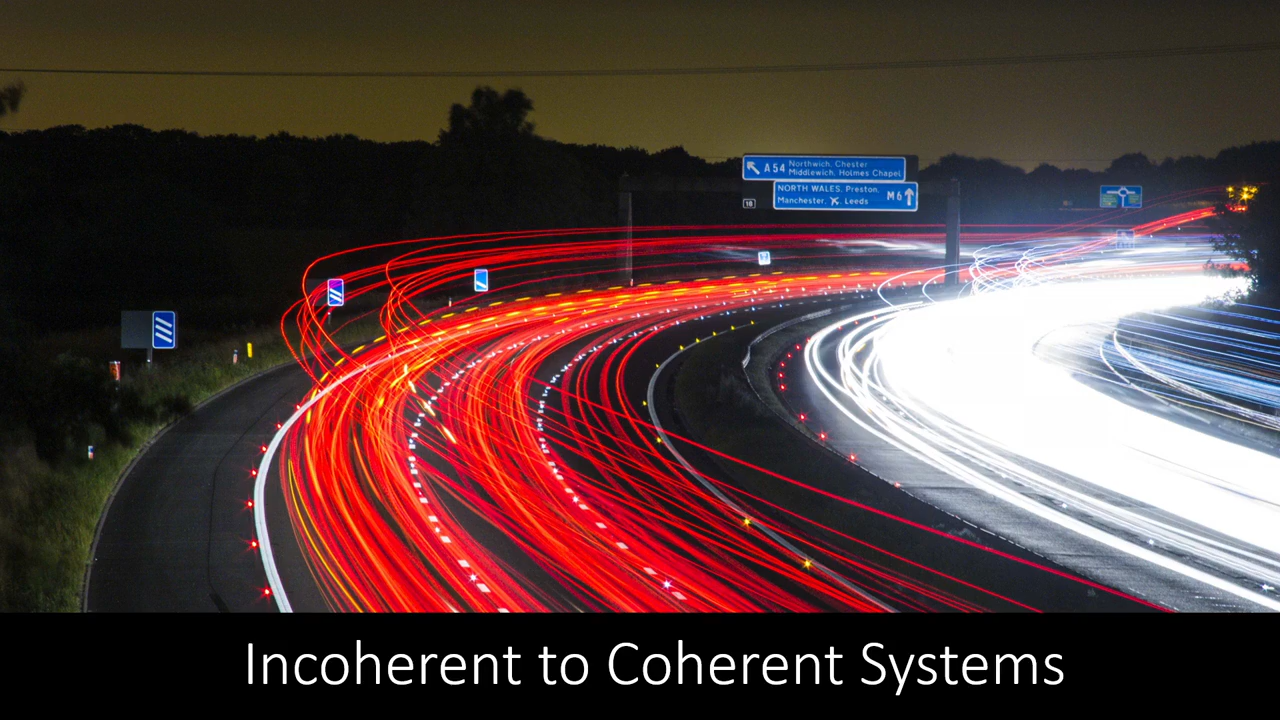 A54 Northwich, Chester
Middlewich, Holmes Chapel
NORTH WALES, Preston,
Manchester, Leeds M6
18
Incoherent to Coherent Systems